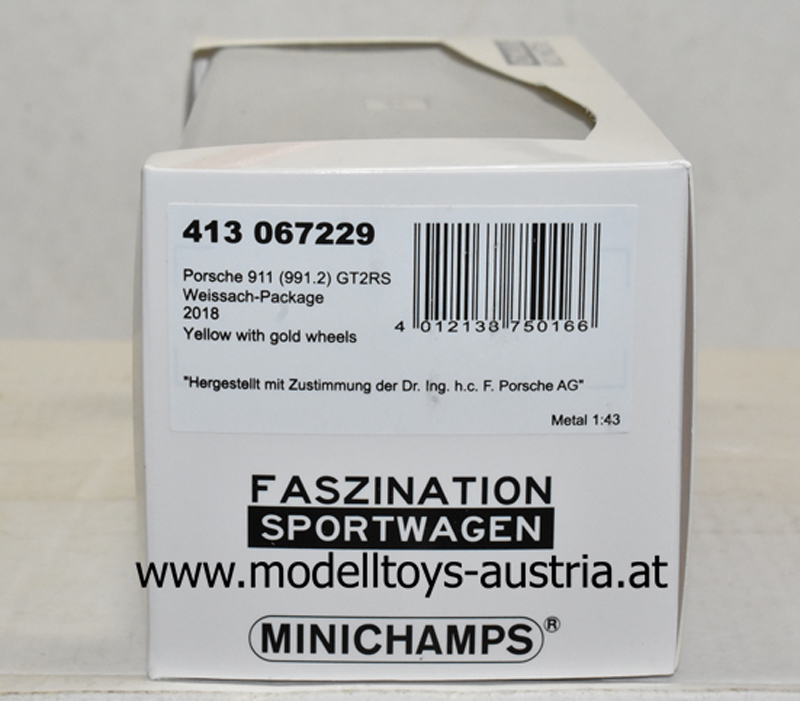 413 067229
Porsche 911 (991.2) GT2RS
Weissach-Package
2018
Yellow with gold wheels
4 012138 750166
"Hergestellt mit Zustimmung der Dr. Ing. h.c. F. Porsche AG"
Metal 1:43
FASZINATION
SPORTWAGEN
www.modelltoys-austria.at
MINICHAMPS®